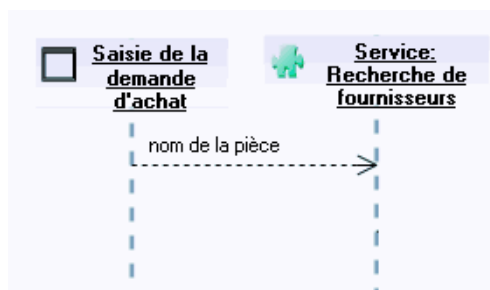 Saisie de la
demande
d'achat
Service:
Recherche de
fournisseurs
nom de la pièce